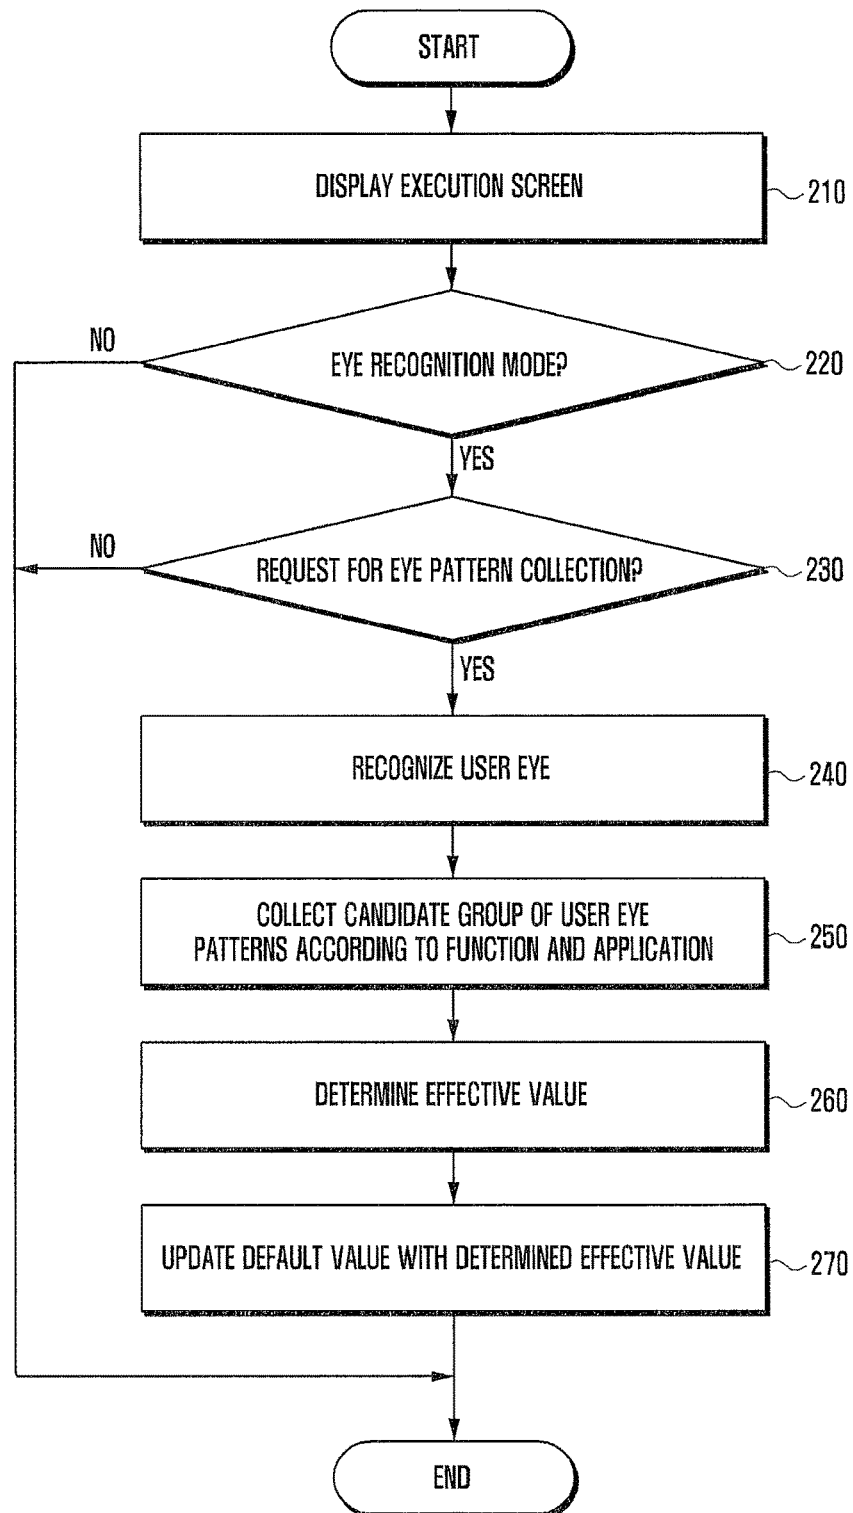 START
DISPLAY EXECUTION SCREEN
210
NO
EYE RECOGNITION MODE?
220
YES
NO
REQUEST FOR EYE PATTERN COLLECTION?
230
YES
RECOGNIZE USER EYE
240
COLLECT CANDIDATE GROUP OF USER EYE
PATTERNS ACCORDING TO FUNCTION AND APPLICATION
250
DETERMINE EFFECTIVE VALUE
260
UPDATE DEFAULT VALUE WITH DETERMINED EFFECTIVE VALUE
270
END